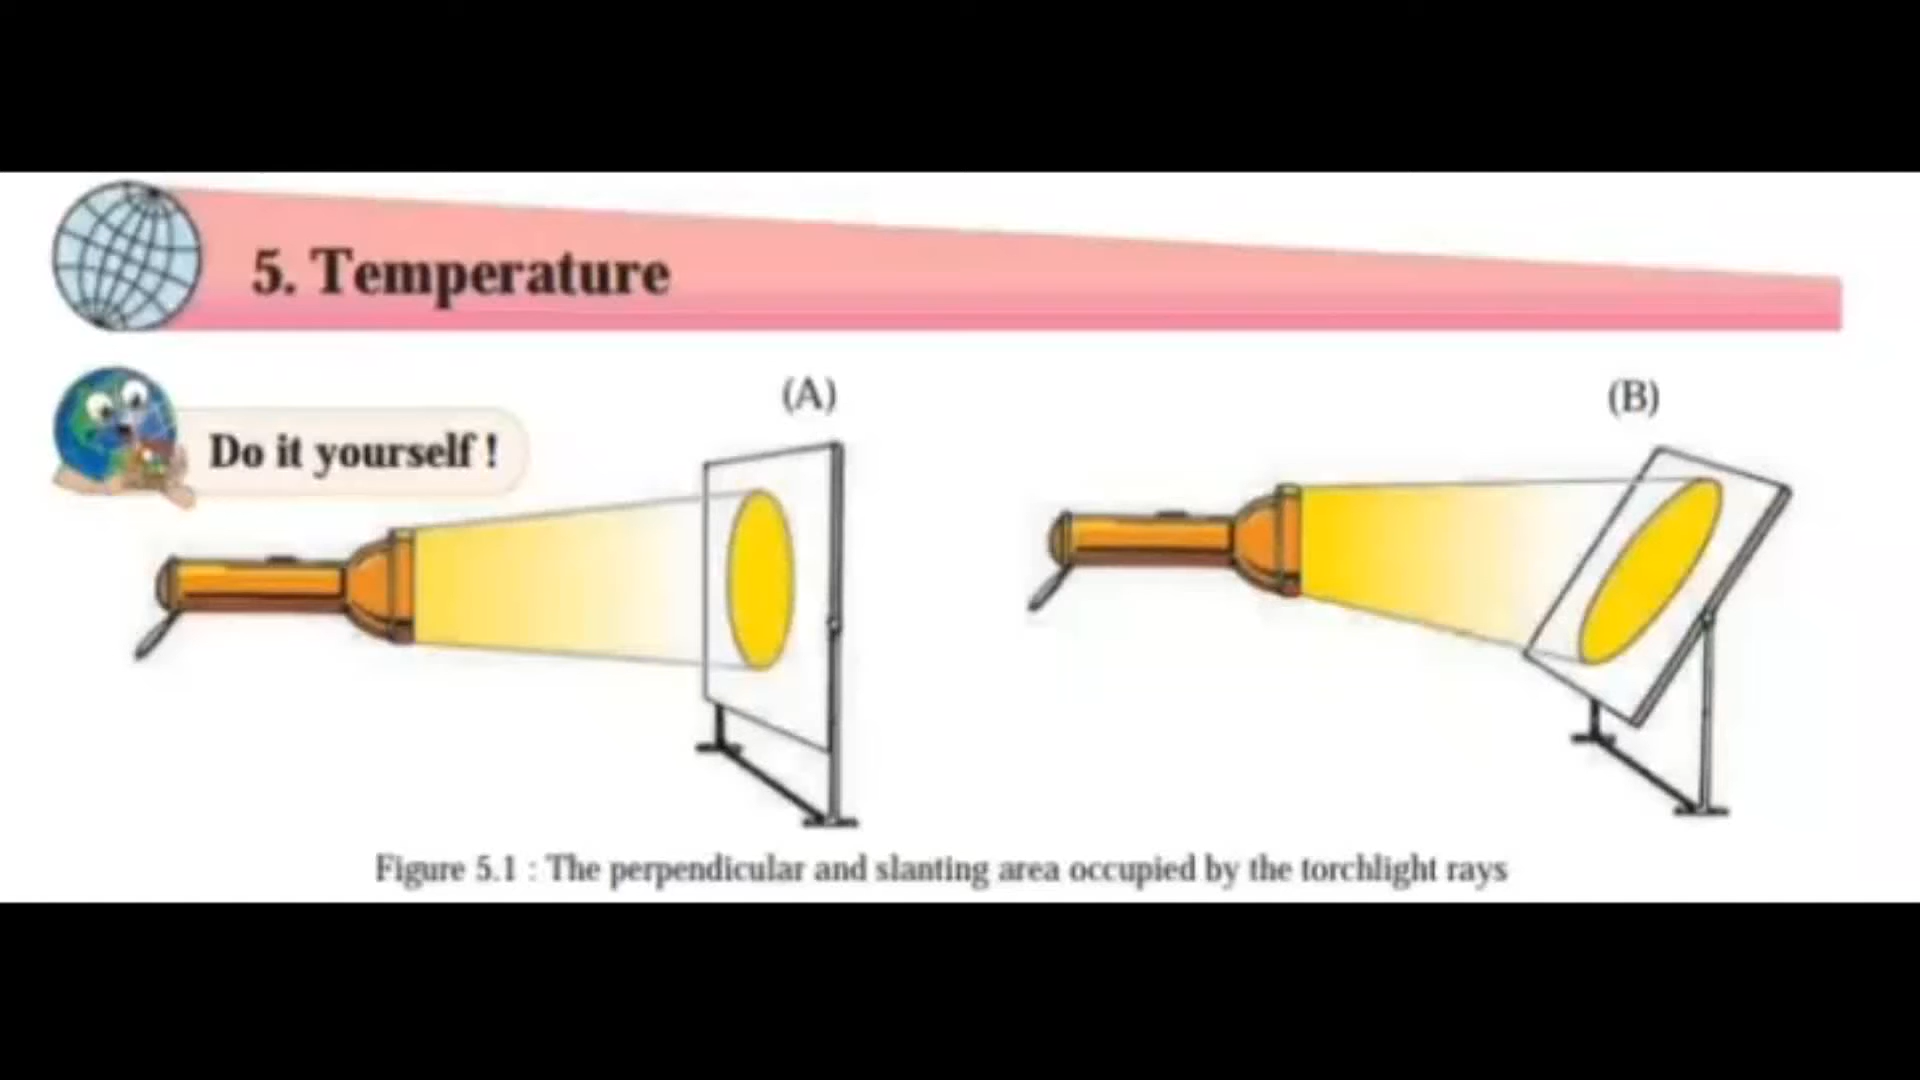 5. Temperature
Do it yourself !
(A)
(B)
Figure 5.1 : The perpendicular and slanting area occupied by the torchlight rays